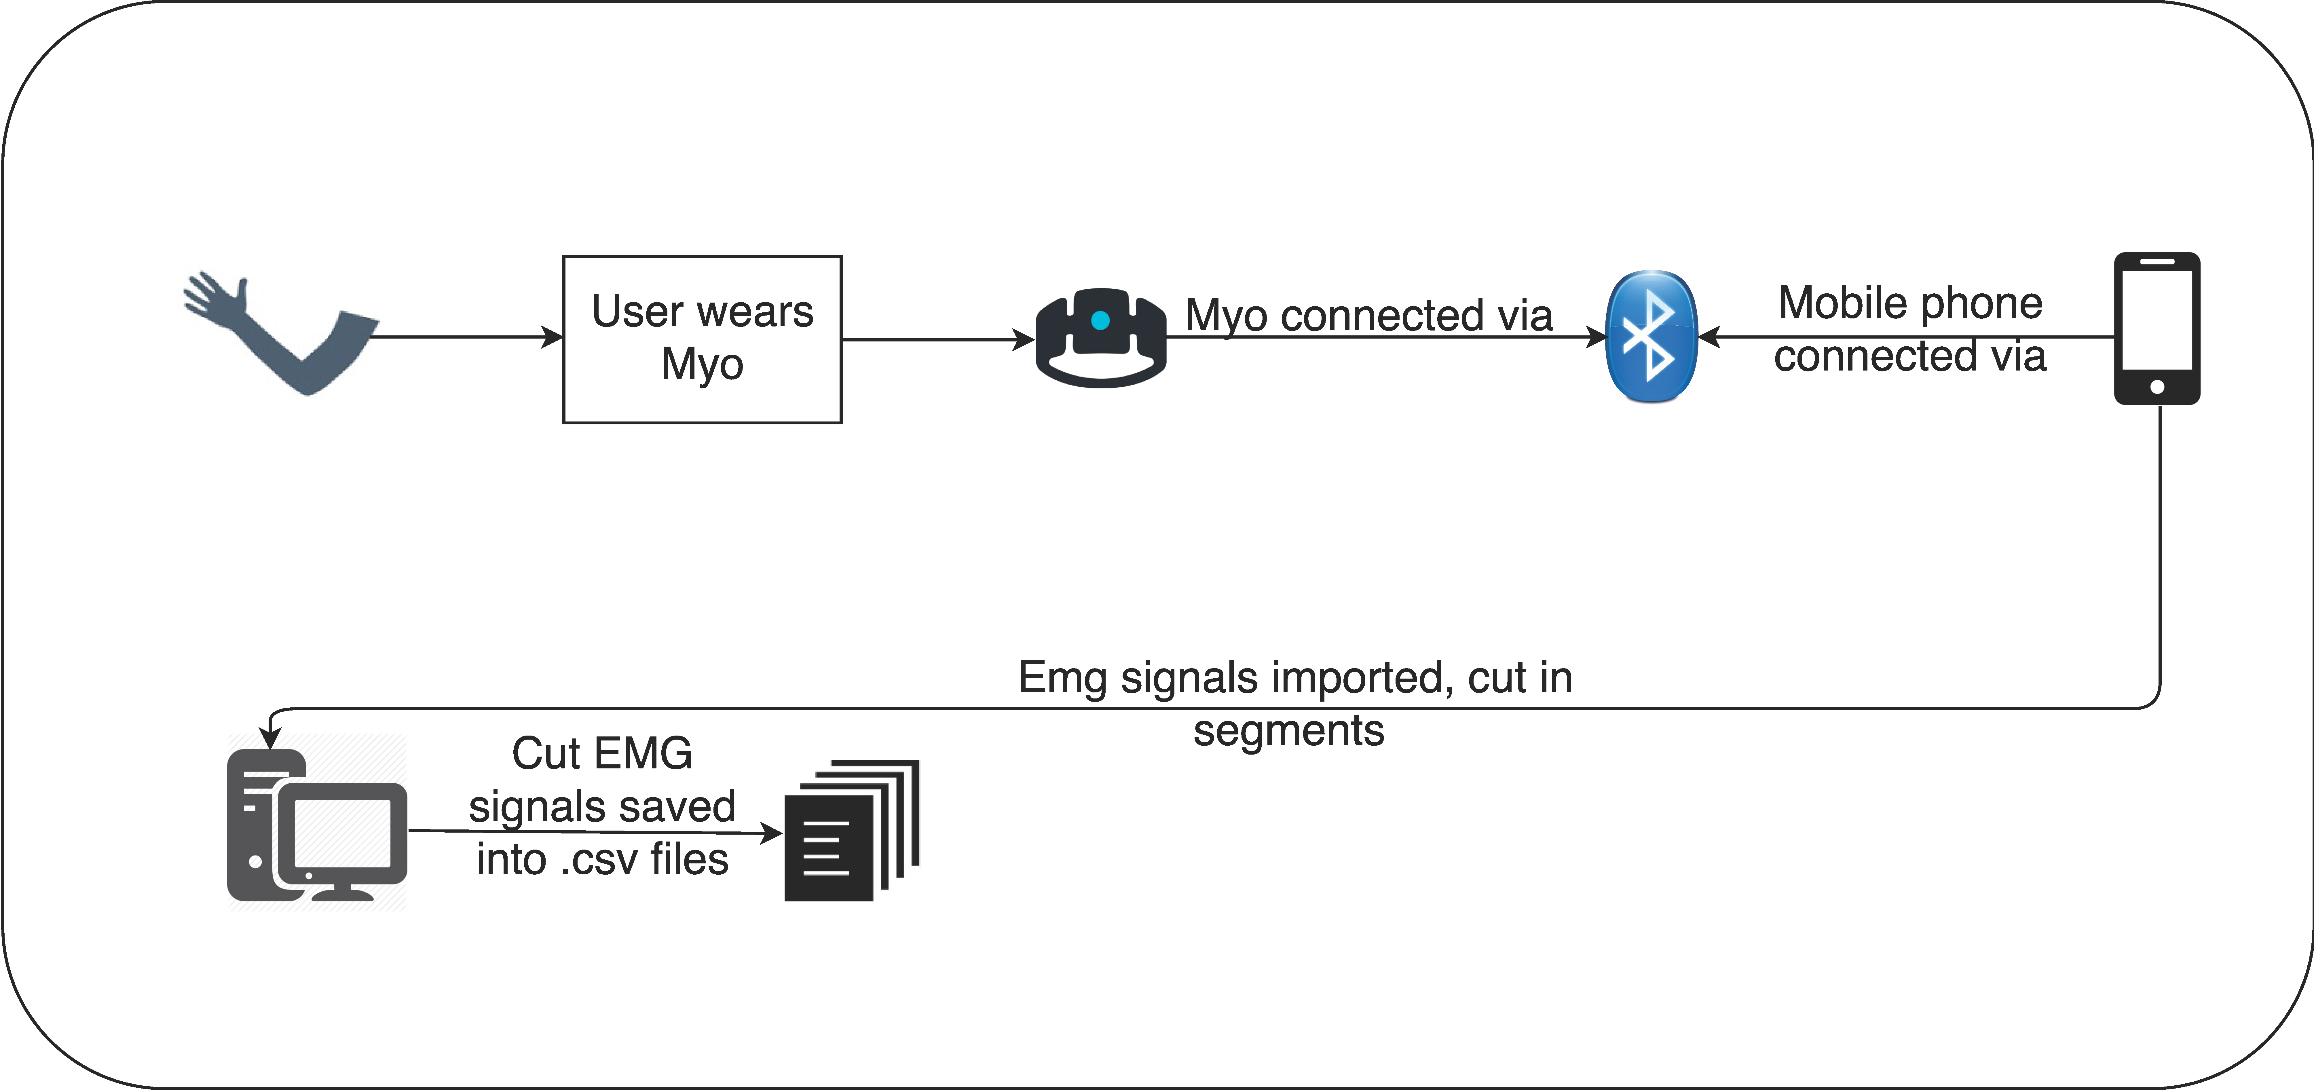 User wears
Myo
Myo connected via
Mobile phone
connected via
Emg signals imported, cut in
segments
Cut EMG
signals saved
into .csv files